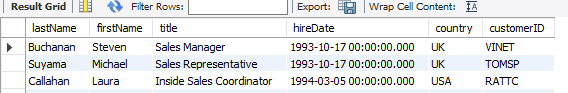 Result Grid Filter Rows: Export: Wrap Cell Content:
lastName firstName title hireDate country customerID
Buchanan Steven Sales Manager 1993-10-17 00:00:00.000 UK VINET
Suyama Michael Sales Representative 1993-10-17 00:00:00.000 UK TOMSP
Callahan Laura Inside Sales Coordinator 1994-03-05 00:00:00.000 USA RATTC